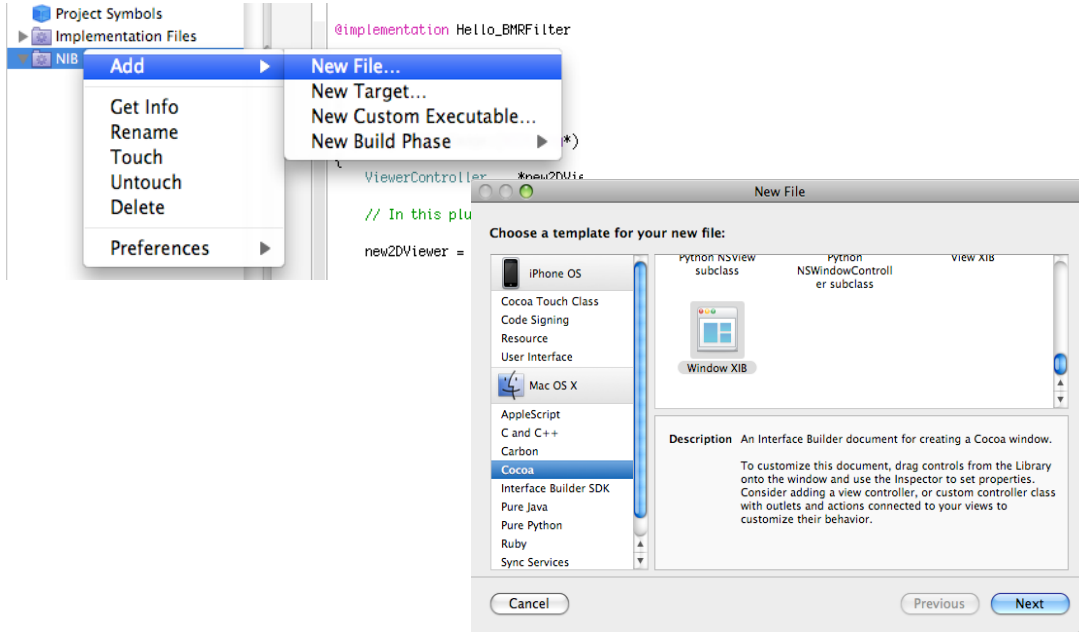 Project Symbols
Implementation Files
NIB
Add
Get Info
Rename
Touch
Untouch
Delete
Preferences
New File...
New Target...
New Custom Executable...
New Build Phase
@implementation Hello_BMRFilter
*)
{
ViewerController *new2DVie
// In this plu
new2DViewer =
New File
Choose a template for your new file:
iPhone OS
Cocoa Touch Class
Code Signing
Resource
User Interface
Mac OS X
AppleScript
C and C++
Carbon
Cocoa
Interface Builder SDK
Pure Java
Pure Python
Ruby
Sync Services
Python NSView
subclass
Python
NSWindowControll
er subclass
View XIB
Window XIB
Description An Interface Builder document for creating a Cocoa window.
To customize this document, drag controls from the Library
onto the window and use the Inspector to set properties.
Consider adding a view controller, or custom controller class
with outlets and actions connected to your views to
customize their behavior.
Cancel
Previous
Next